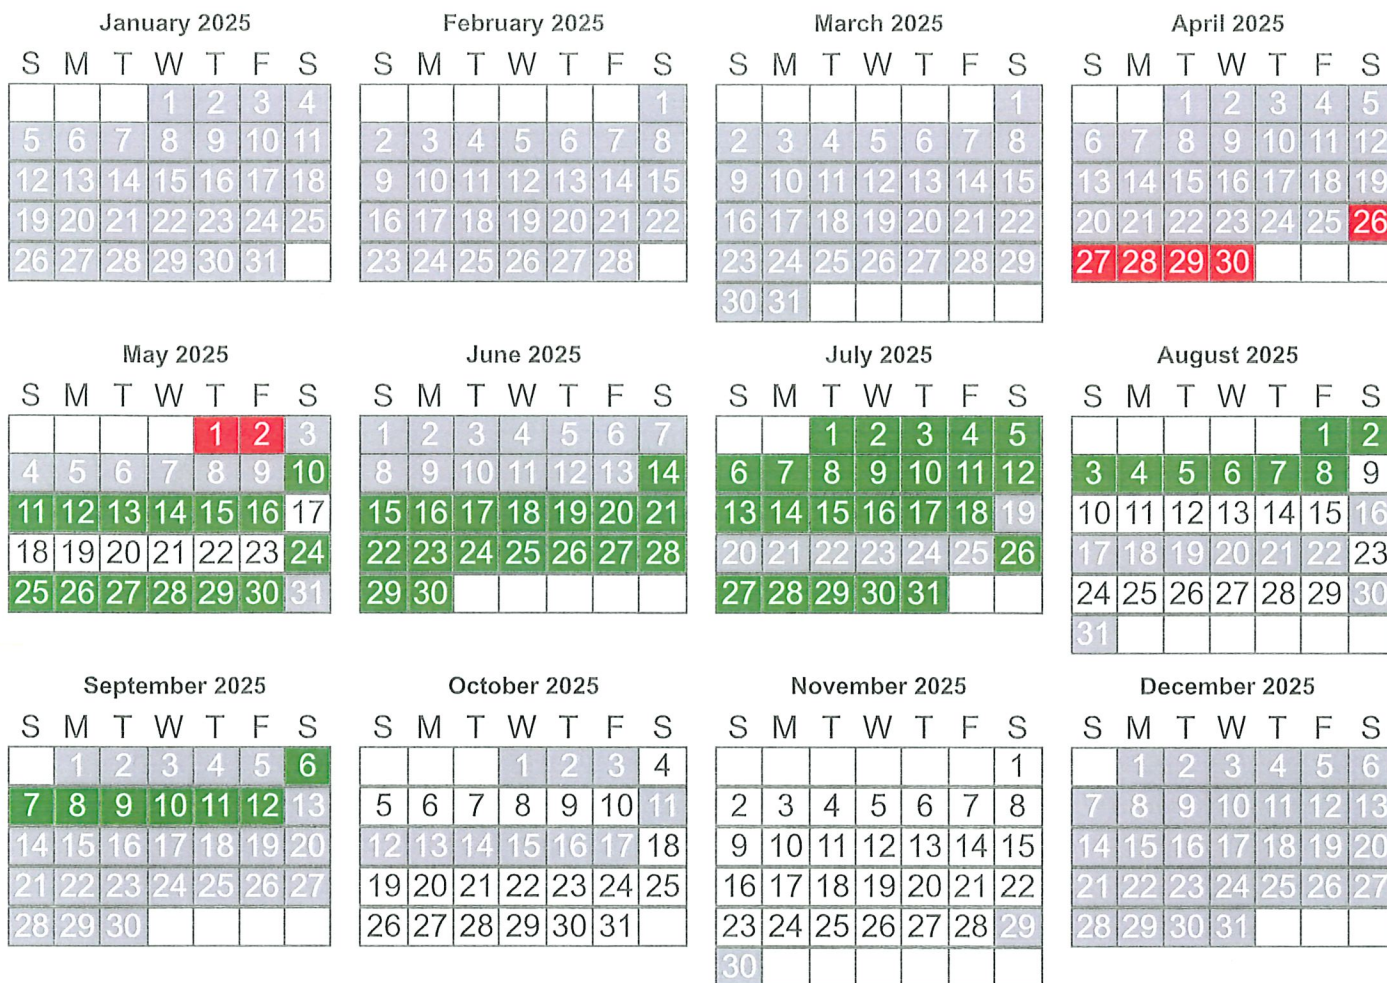 January 2025
S M T W T F S
1 2 3 4
5 6 7 8 9 10 11
12 13 14 15 16 17 18
19 20 21 22 23 24 25
26 27 28 29 30 31
February 2025
S M T W T F S
1
2 3 4 5 6 7 8
9 10 11 12 13 14 15
16 17 18 19 20 21 22
23 24 25 26 27 28
March 2025
S M T W T F S
1
2 3 4 5 6 7 8
9 10 11 12 13 14 15
16 17 18 19 20 21 22
23 24 25 26 27 28 29
30 31
April 2025
S M T W T F S
1 2 3 4 5
6 7 8 9 10 11 12
13 14 15 16 17 18 19
20 21 22 23 24 25 26
27 28 29 30
May 2025
S M T W T F S
1 2 3
4 5 6 7 8 9 10
11 12 13 14 15 16 17
18 19 20 21 22 23 24
25 26 27 28 29 30 31
June 2025
S M T W T F S
1 2 3 4 5 6 7
8 9 10 11 12 13 14
15 16 17 18 19 20 21
22 23 24 25 26 27 28
29 30
July 2025
S M T W T F S
1 2 3 4 5
6 7 8 9 10 11 12
13 14 15 16 17 18 19
20 21 22 23 24 25 26
27 28 29 30 31
August 2025
S M T W T F S
1 2
3 4 5 6 7 8 9
10 11 12 13 14 15 16
17 18 19 20 21 22 23
24 25 26 27 28 29 30
31
September 2025
S M T W T F S
1 2 3 4 5 6
7 8 9 10 11 12 13
14 15 16 17 18 19 20
21 22 23 24 25 26 27
28 29 30
October 2025
S M T W T F S
1 2 3 4
5 6 7 8 9 10 11
12 13 14 15 16 17 18
19 20 21 22 23 24 25
26 27 28 29 30 31
November 2025
S M T W T F S
1
2 3 4 5 6 7 8
9 10 11 12 13 14 15
16 17 18 19 20 21 22
23 24 25 26 27 28 29
30
December 2025
S M T W T F S
1 2 3 4 5 6
7 8 9 10 11 12 13
14 15 16 17 18 19 20
21 22 23 24 25 26 27
28 29 30 31